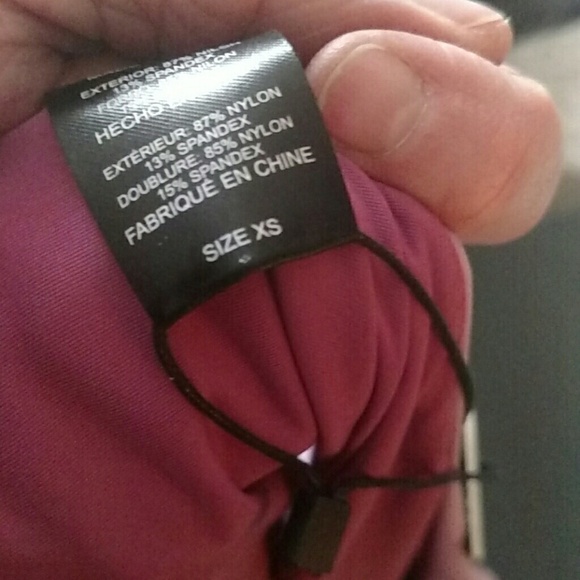 EXTERIOR: 87% NYLON
13% SPANDEX
NYLON
HECHO
EXTÉRIEUR: 87% NYLON
13% SPANDEX
DOUBLURE: 85% NYLON
15% SPANDEX
FABRIQUÉ EN CHINE
SIZE XS